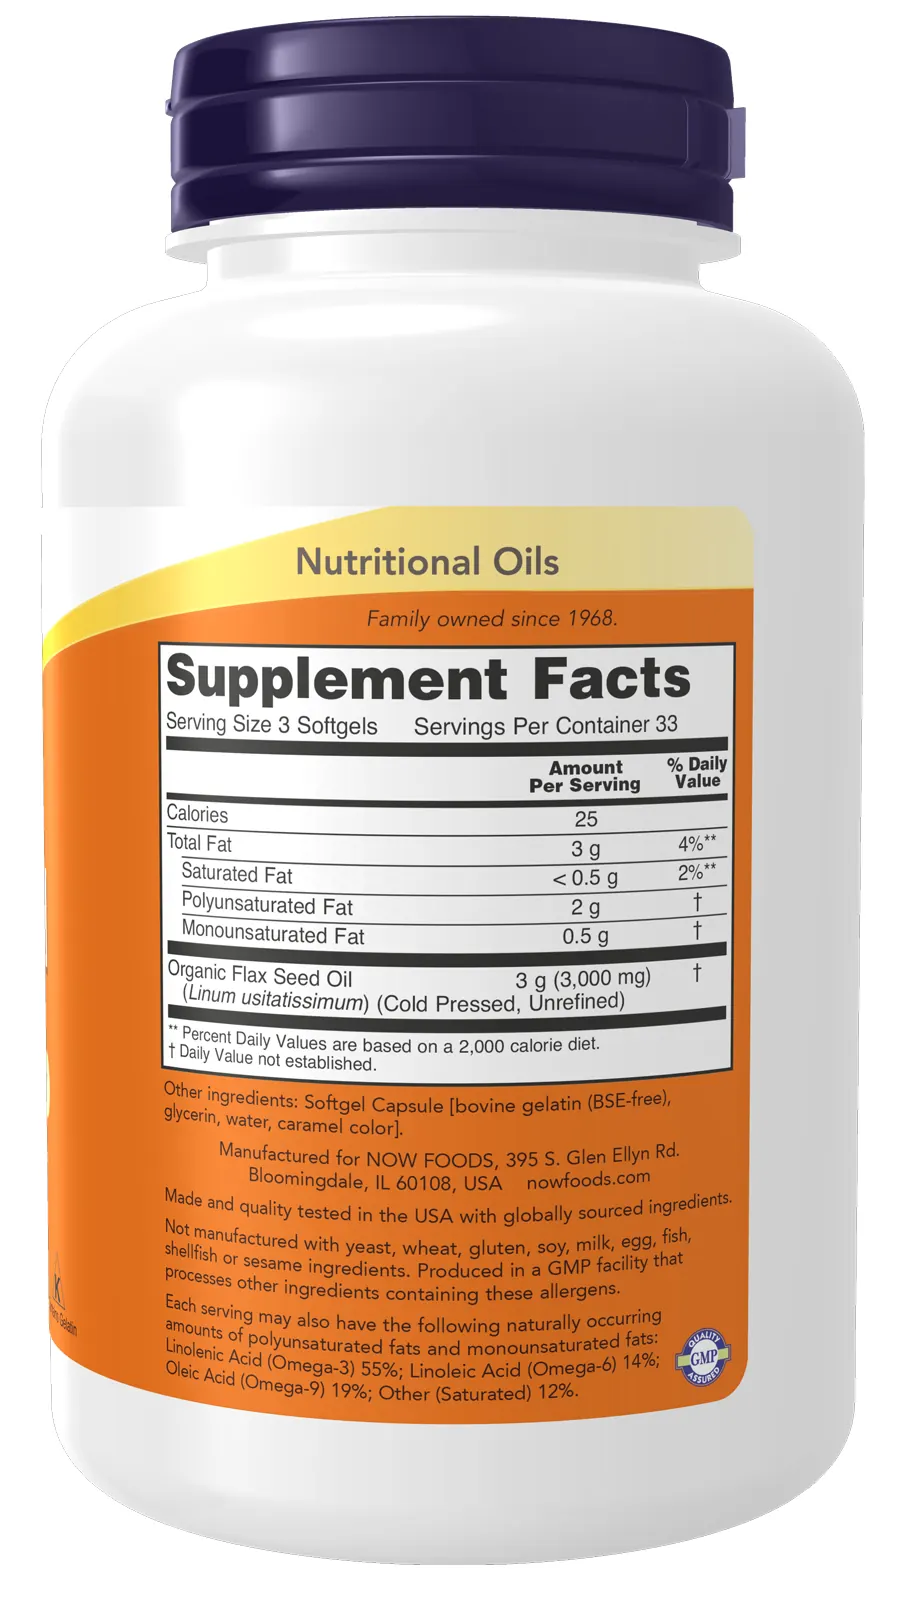 Nutritional Oils
Family owned since 1968.
Supplement Facts
Serving Size 3 Softgels Servings Per Container 33
Amount Per Serving % Daily Value
Calories 25
Total Fat 3 g 4%**
Saturated Fat < 0.5 g 2%**
Polyunsaturated Fat 2 g †
Monounsaturated Fat 0.5 g †
Organic Flax Seed Oil 3 g (3,000 mg) †
(Linum usitatissimum) (Cold Pressed, Unrefined)
** Percent Daily Values are based on a 2,000 calorie diet.
† Daily Value not established.
Other ingredients: Softgel Capsule [bovine gelatin (BSE-free),
glycerin, water, caramel color].
Manufactured for NOW FOODS, 395 S. Glen Ellyn Rd.
Bloomingdale, IL 60108, USA nowfoods.com
Made and quality tested in the USA with globally sourced ingredients.
Not manufactured with yeast, wheat, gluten, soy, milk, egg, fish,
shellfish or sesame ingredients. Produced in a GMP facility that
processes other ingredients containing these allergens.
Each serving may also have the following naturally occurring
amounts of polyunsaturated fats and monounsaturated fats:
Linolenic Acid (Omega-3) 55%; Linoleic Acid (Omega-6) 14%;
Oleic Acid (Omega-9) 19%; Other (Saturated) 12%.
QUALITY
GMP
ASSURED
K
Gelatin